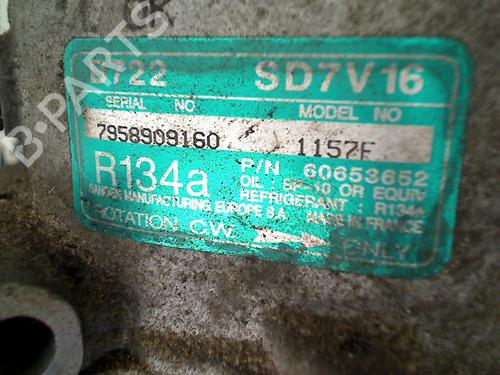 B-PARTS
8722 SD7V16
SERIAL NO MODEL NO
7958909160 1157F
R134a P/N 60653652
OIL : SP-10 OR EQUIV
REFRIGERANT : R134a
SANDEN MANUFACTURING EUROPE S.A. MADE IN FRANCE
ROTATION C.W. ONLY